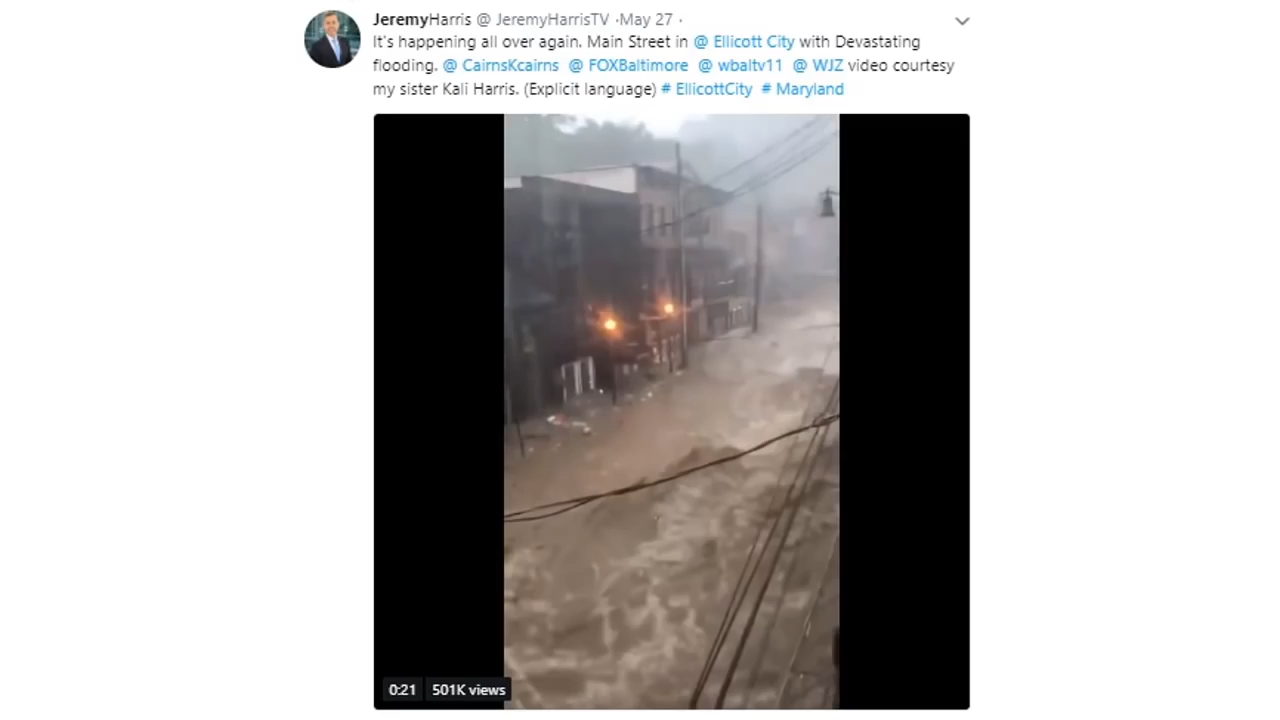 JeremyHarris @ JeremyHarrisTV ·May 27 ·
It's happening all over again. Main Street in @ Ellicott City with Devastating
flooding. @ CairnsKcairns @ FOXBaltimore @ wbaltv11 @ WJZ video courtesy
my sister Kali Harris. (Explicit language) # EllicottCity # Maryland
0:21 501K views